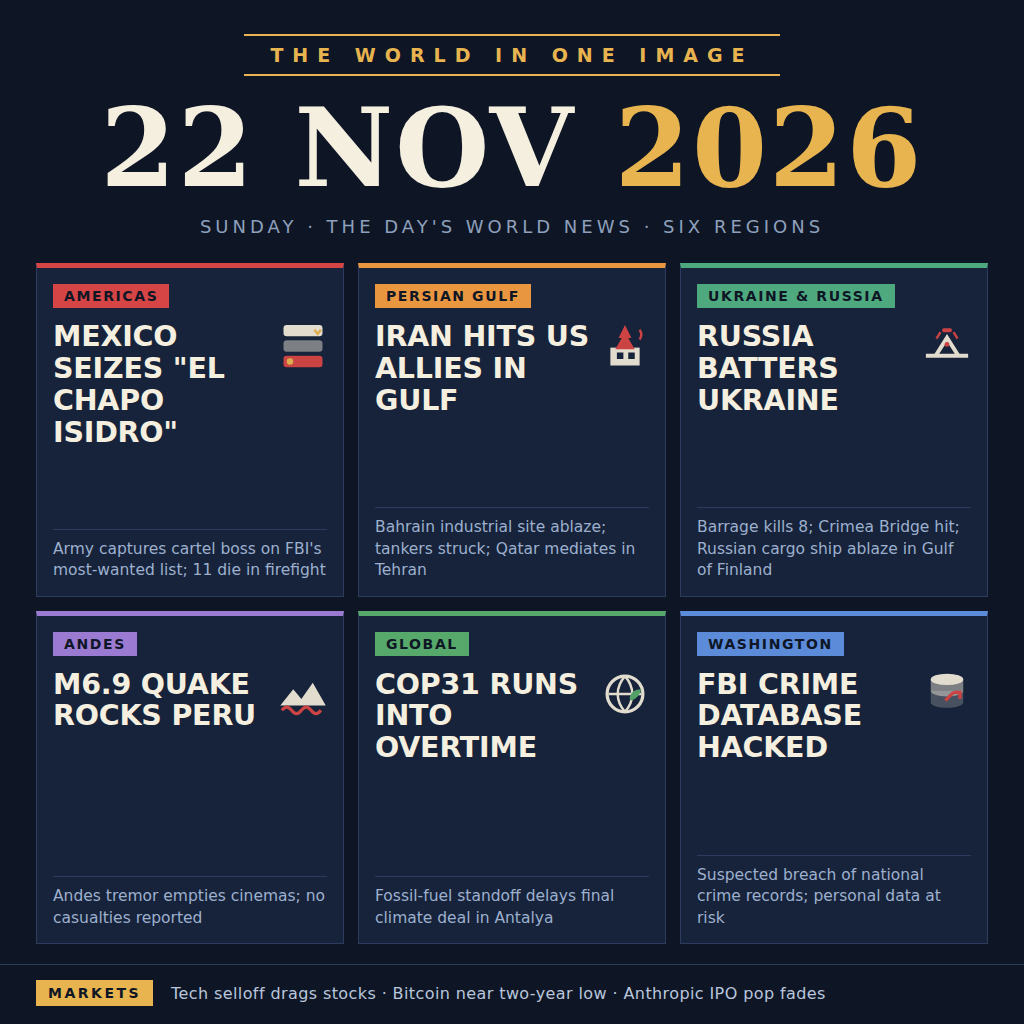 THE WORLD IN ONE IMAGE
22 NOV 2026
SUNDAY · THE DAY'S WORLD NEWS · SIX REGIONS
AMERICAS
MEXICO
SEIZES "EL
CHAPO
ISIDRO"
Army captures cartel boss on FBI's
most-wanted list; 11 die in firefight
PERSIAN GULF
IRAN HITS US
ALLIES IN
GULF
Bahrain industrial site ablaze;
tankers struck; Qatar mediates in
Tehran
UKRAINE & RUSSIA
RUSSIA
BATTERS
UKRAINE
Barrage kills 8; Crimea Bridge hit;
Russian cargo ship ablaze in Gulf
of Finland
ANDES
M6.9 QUAKE
ROCKS PERU
Andes tremor empties cinemas; no
casualties reported
GLOBAL
COP31 RUNS
INTO
OVERTIME
Fossil-fuel standoff delays final
climate deal in Antalya
WASHINGTON
FBI CRIME
DATABASE
HACKED
Suspected breach of national
crime records; personal data at
risk
MARKETS
Tech selloff drags stocks · Bitcoin near two-year low · Anthropic IPO pop fades